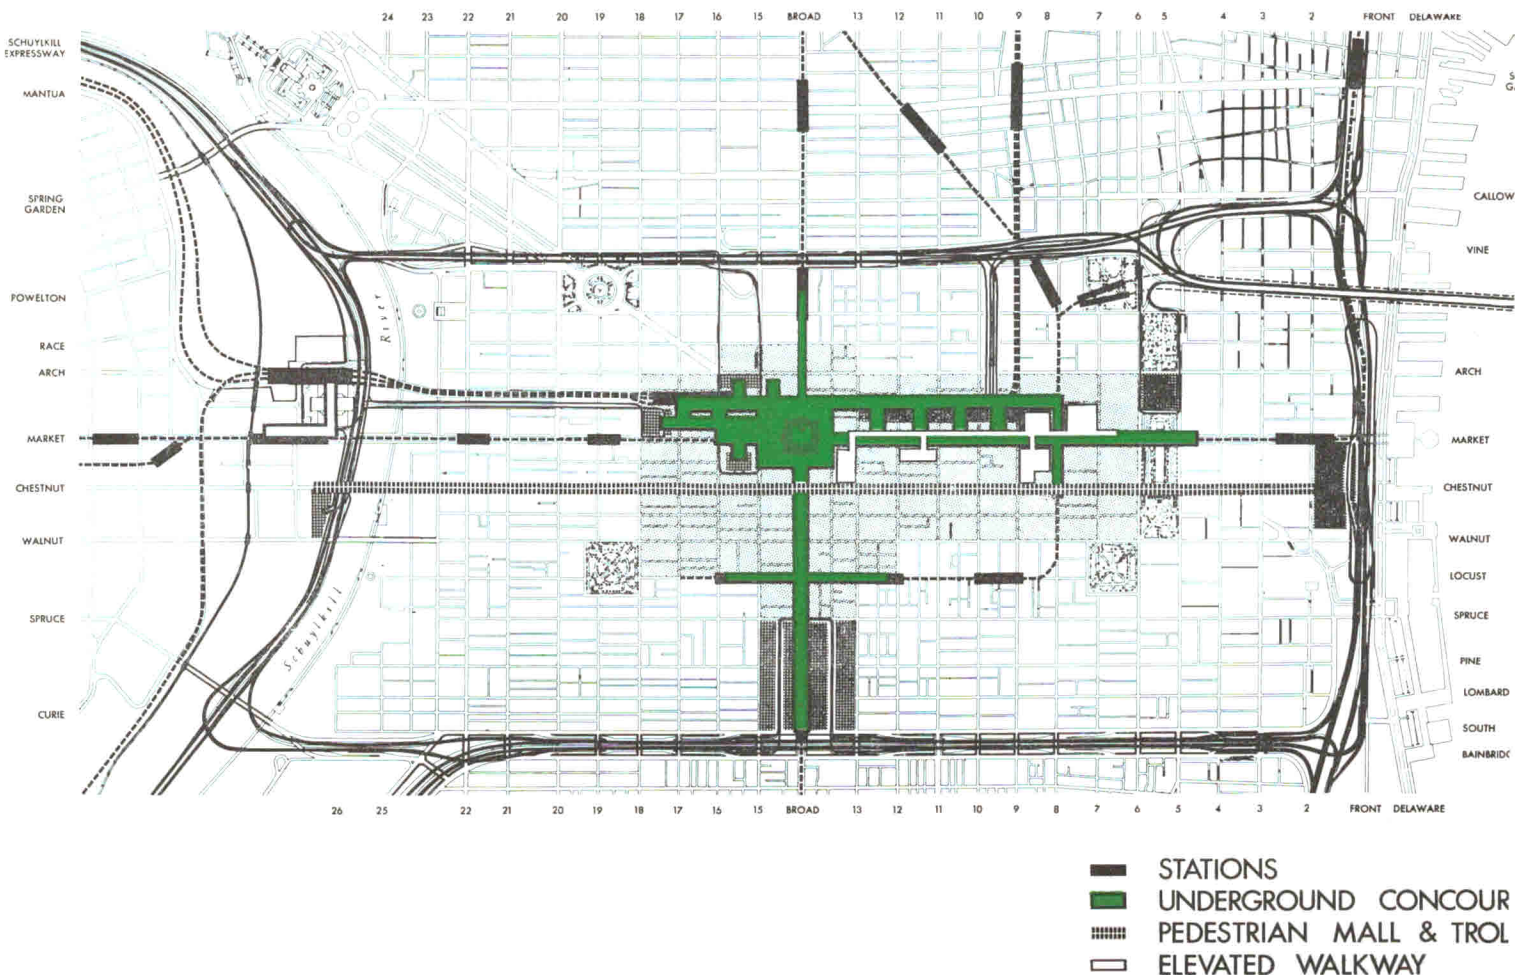 24 23 22 21 20 19 18 17 16 15 BROAD 13 12 11 10 9 8 7 6 5 4 3 2 FRONT DELAWARE
SCHUYLKILL
EXPRESSWAY
MANTUA
SPRING
GARDEN
CALLOW
VINE
POWELTON
River
RACE
ARCH
ARCH
MARKET
MARKET
CHESTNUT
CHESTNUT
WALNUT
WALNUT
LOCUST
SPRUCE
SPRUCE
Schuylkill
PINE
LOMBARD
CURIE
SOUTH
BAINBRIDG
26 25 22 21 20 19 18 17 16 15 BROAD 13 12 11 10 9 8 7 6 5 4 3 2 FRONT DELAWARE
STATIONS
UNDERGROUND CONCOUR
PEDESTRIAN MALL & TROL
ELEVATED WALKWAY